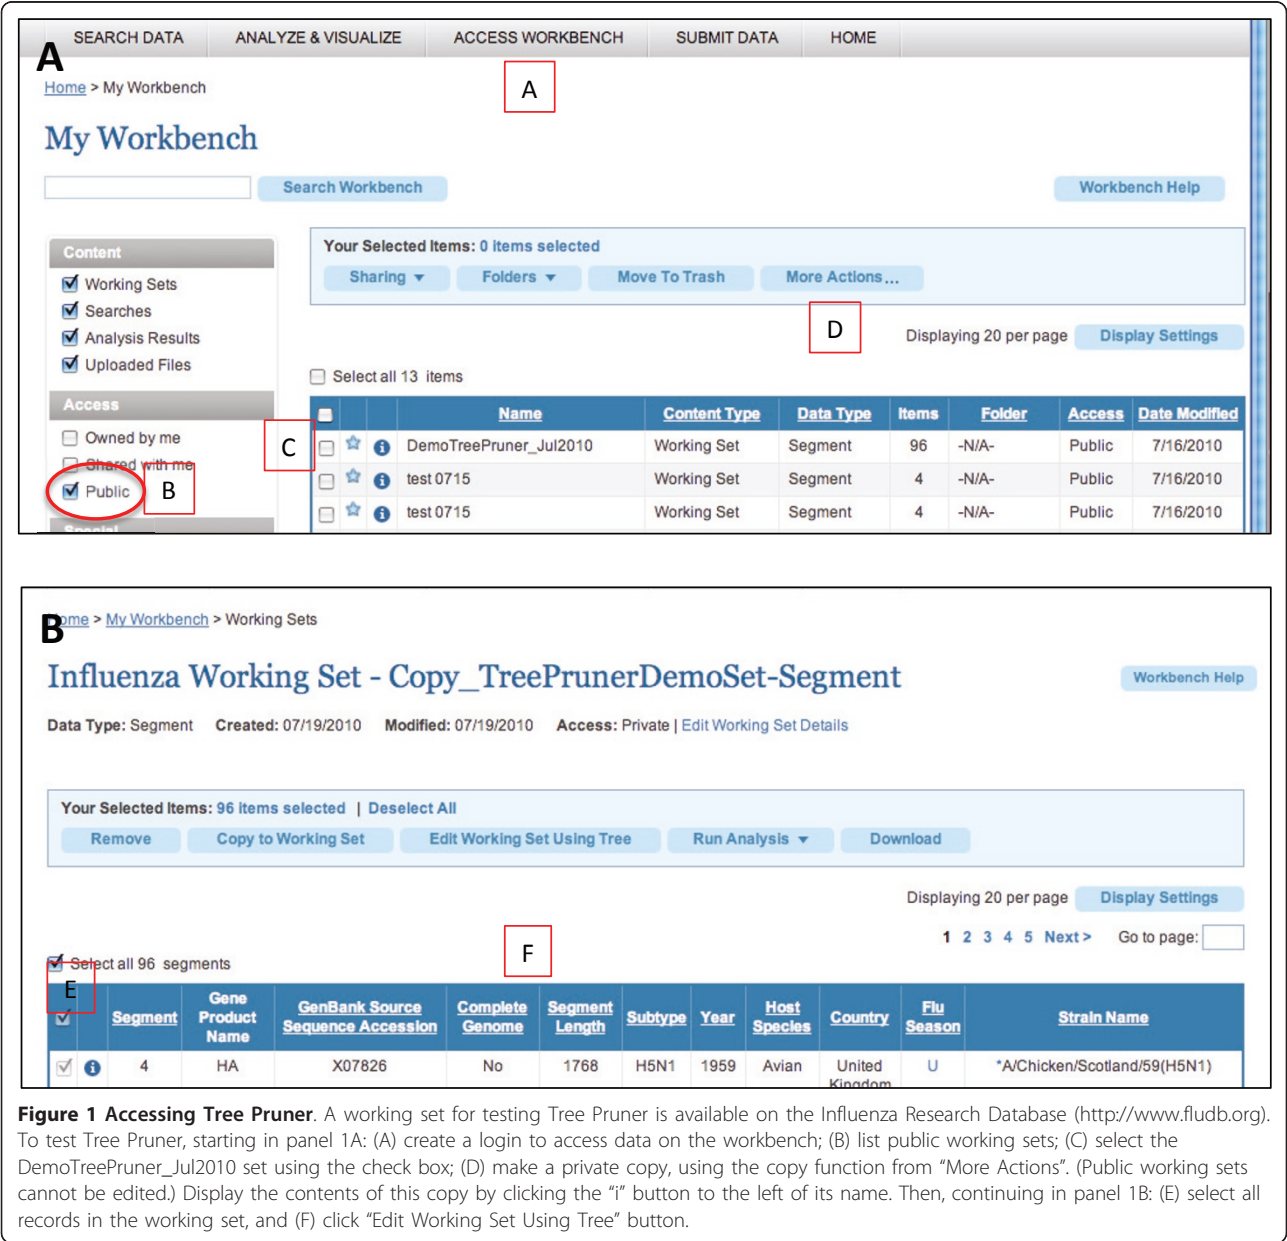 SEARCH DATA ANALYZE & VISUALIZE ACCESS WORKBENCH SUBMIT DATA HOME
A
A
Home > My Workbench
My Workbench
Search Workbench Workbench Help
Content
Working Sets
Searches
Analysis Results
Uploaded Files
Access
Owned by me
Shared with me
Public
B
Special
Your Selected Items: 0 items selected
Sharing ▼ Folders ▼ Move To Trash More Actions...
D
Displaying 20 per page Display Settings
Select all 13 items
C
Name Content Type Data Type Items Folder Access Date Modified
DemoTreePruner_Jul2010 Working Set Segment 96 -N/A- Public 7/16/2010
test 0715 Working Set Segment 4 -N/A- Public 7/16/2010
test 0715 Working Set Segment 4 -N/A- Public 7/16/2010
B
Home > My Workbench > Working Sets
Influenza Working Set - Copy_TreePrunerDemoSet-Segment
Workbench Help
Data Type: Segment Created: 07/19/2010 Modified: 07/19/2010 Access: Private | Edit Working Set Details
Your Selected Items: 96 items selected | Deselect All
Remove Copy to Working Set Edit Working Set Using Tree Run Analysis ▼ Download
Displaying 20 per page Display Settings
1 2 3 4 5 Next > Go to page:
F
Select all 96 segments
E
Segment Gene Product Name GenBank Source Sequence Accession Complete Genome Segment Length Subtype Year Host Species Country Flu Season Strain Name
4 HA X07826 No 1768 H5N1 1959 Avian United Kingdom U *A/Chicken/Scotland/59(H5N1)
Figure 1 Accessing Tree Pruner. A working set for testing Tree Pruner is available on the Influenza Research Database (http://www.fludb.org).
To test Tree Pruner, starting in panel 1A: (A) create a login to access data on the workbench; (B) list public working sets; (C) select the
DemoTreePruner_Jul2010 set using the check box; (D) make a private copy, using the copy function from “More Actions”. (Public working sets
cannot be edited.) Display the contents of this copy by clicking the “i” button to the left of its name. Then, continuing in panel 1B: (E) select all
records in the working set, and (F) click “Edit Working Set Using Tree” button.